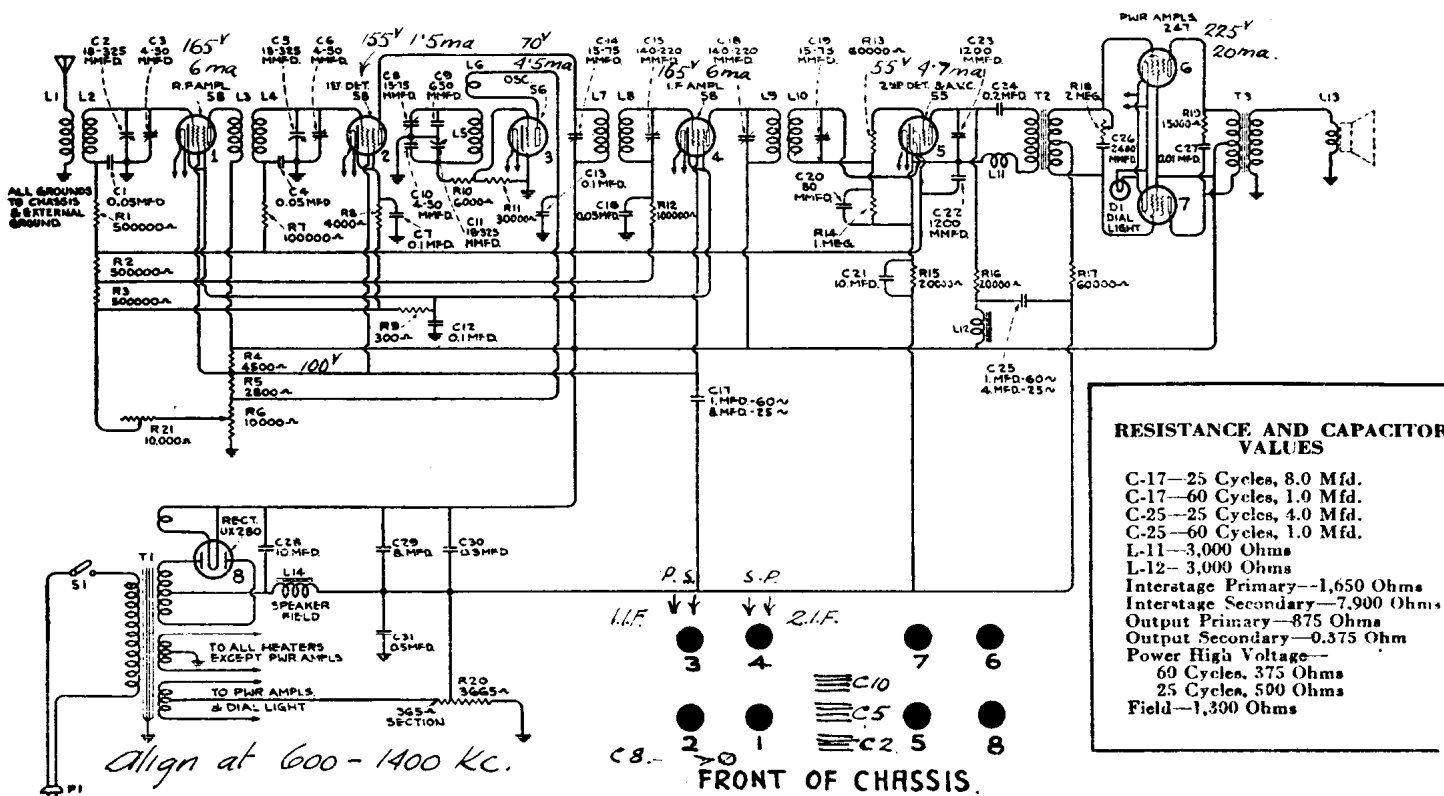 C2
18-325
MMFD.
C3
4-50
MMFD.
165V
6ma
R.F. AMPL.
58
C5
18-325
MMFD.
C6
4-50
MMFD.
155V 1.5ma
1ST. DET.
58
70V
4.5ma
L6
OSC.
56
C8
15-75
MMFD.
C9
C14
15-75
MMFD.
C15
140-220
MMFD.
165V 6ma
I.F. AMPL
58
C18
140-220
MMFD.
C19
15-75
MMFD.
R13
60000~
55V 4.7ma
2ND DET. & A.V.C.
55
C23
1200
MMFD.
C24
0.2 MFD.
T2
R18
2 MEG.
PWR AMPLS.
247
225V
20ma
6
R19
15000~
C26
2400
MMFD.
C27
0.01 MFD.
T3
L13
L1
L2
L3
L4
L5
L7
L8
L9
L10
L11
1
2
3
4
5
7
D1
DIAL
LIGHT
ALL GROUNDS
TO CHASSIS
& EXTERNAL
GROUND
C1
0.05 MFD
R1
500000~
C4
0.05 MFD
R7
100000~
R8
4000~
C7
0.1 MFD.
C10
4-50
MMFD.
R10
6000~
C11
18-325
MMFD.
R11
30000~
C13
0.1 MFD.
C16
0.05 MFD.
R12
100000~
C20
80
MMFD.
R14
1 MEG.
C22
1200
MMFD.
R2
500000~
R3
500000~
R9
300~
C12
0.1 MFD.
C21
10. MFD.
R15
R16
20000~
R17
60000~
L12
C25
1. MFD-60~
4 MFD.-25~
R4
4500~
100V
R5
2800~
R6
10000~
R21
10,000~
C17
1. MFD-60~
8 MFD.-25~
RECT.
UX280
8
S1
T1
P1
C28
10. MFD.
L14
SPEAKER
FIELD
C29
8. MFD.
C30
C31
0.5 MFD.
TO ALL HEATERS
EXCEPT PWR AMPLS
TO PWR AMPLS.
& DIAL LIGHT
365~
SECTION
R20
3665~
Align at 600-1400 Kc.
P. S.
S. P.
1.I.F.
2.I.F.
3 4 7 6
C10
C5
C2
2 1 5 8
C8.-
FRONT OF CHASSIS.
RESISTANCE AND CAPACITOR
VALUES
C-17—25 Cycles, 8.0 Mfd.
C-17—60 Cycles, 1.0 Mfd.
C-25—25 Cycles, 4.0 Mfd.
C-25—60 Cycles, 1.0 Mfd.
L-11—3,000 Ohms
L-12—3,000 Ohms
Interstage Primary—1,650 Ohms
Interstage Secondary—7,900 Ohms
Output Primary—875 Ohms
Output Secondary—0.375 Ohm
Power High Voltage—
60 Cycles, 375 Ohms
25 Cycles, 500 Ohms
Field—1,300 Ohms